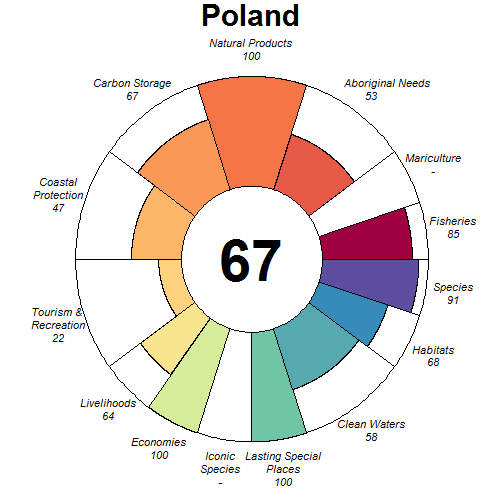 Poland
Natural Products
100
Carbon Storage
67
Aboriginal Needs
53
Mariculture
-
Coastal
Protection
47
Fisheries
85
67
Species
91
Tourism &
Recreation
22
Habitats
68
Livelihoods
64
Clean Waters
58
Economies
100
Iconic
Species
-
Lasting Special
Places
100